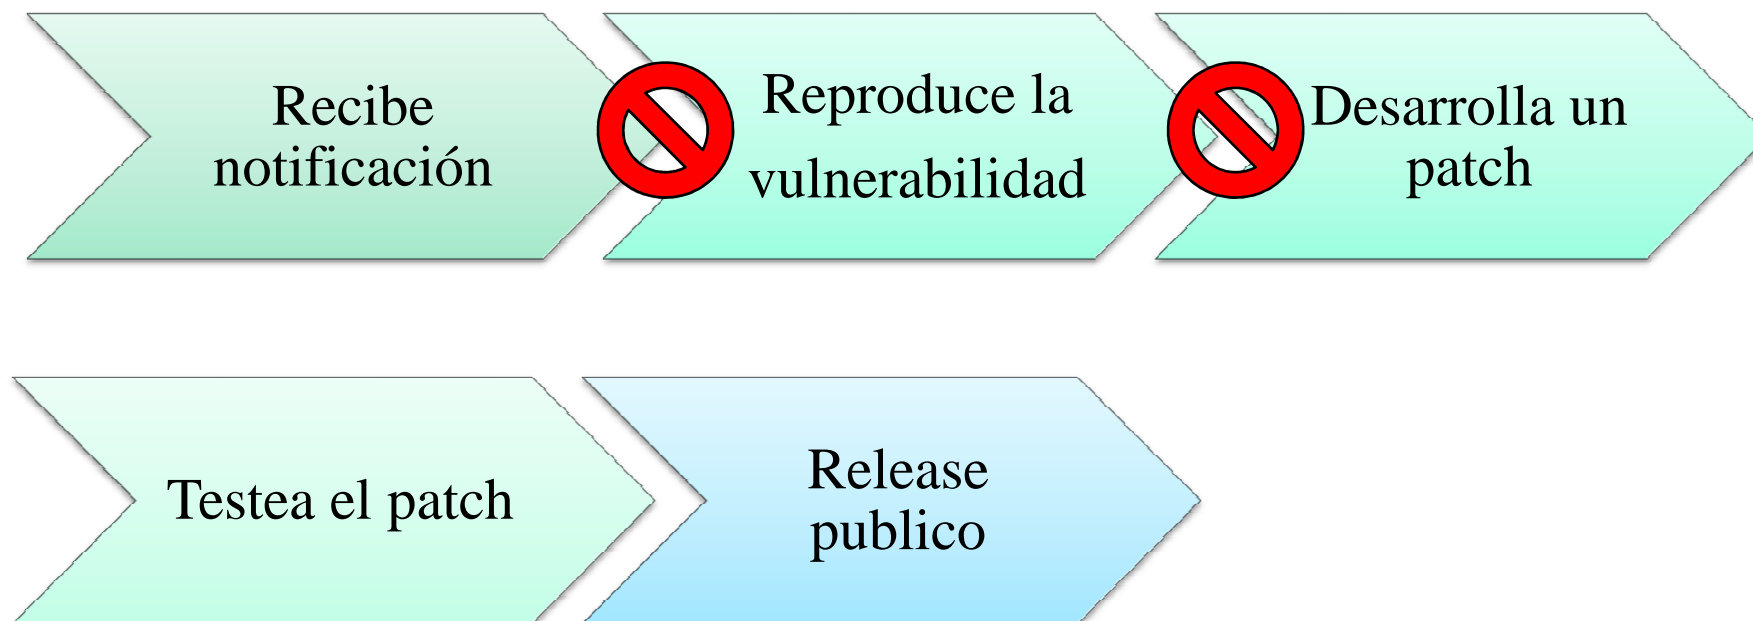 Recibe
notificación
Reproduce la
vulnerabilidad
Desarrolla un
patch
Testea el patch
Release
publico